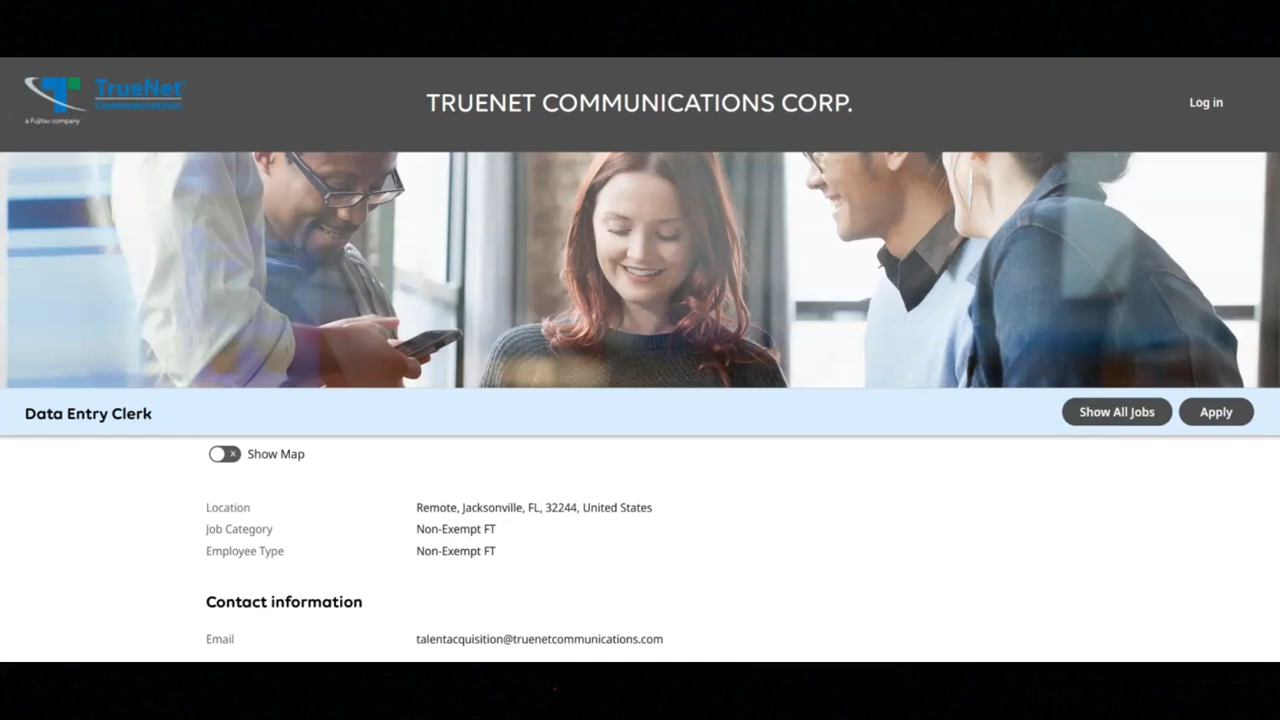 TrueNet
Communications
a Fujitsu company
TRUENET COMMUNICATIONS CORP.
Log in
Data Entry Clerk
Show All Jobs
Apply
x Show Map
Location Remote, Jacksonville, FL, 32244, United States
Job Category Non-Exempt FT
Employee Type Non-Exempt FT
Contact information
Email talentacquisition@truenetcommunications.com